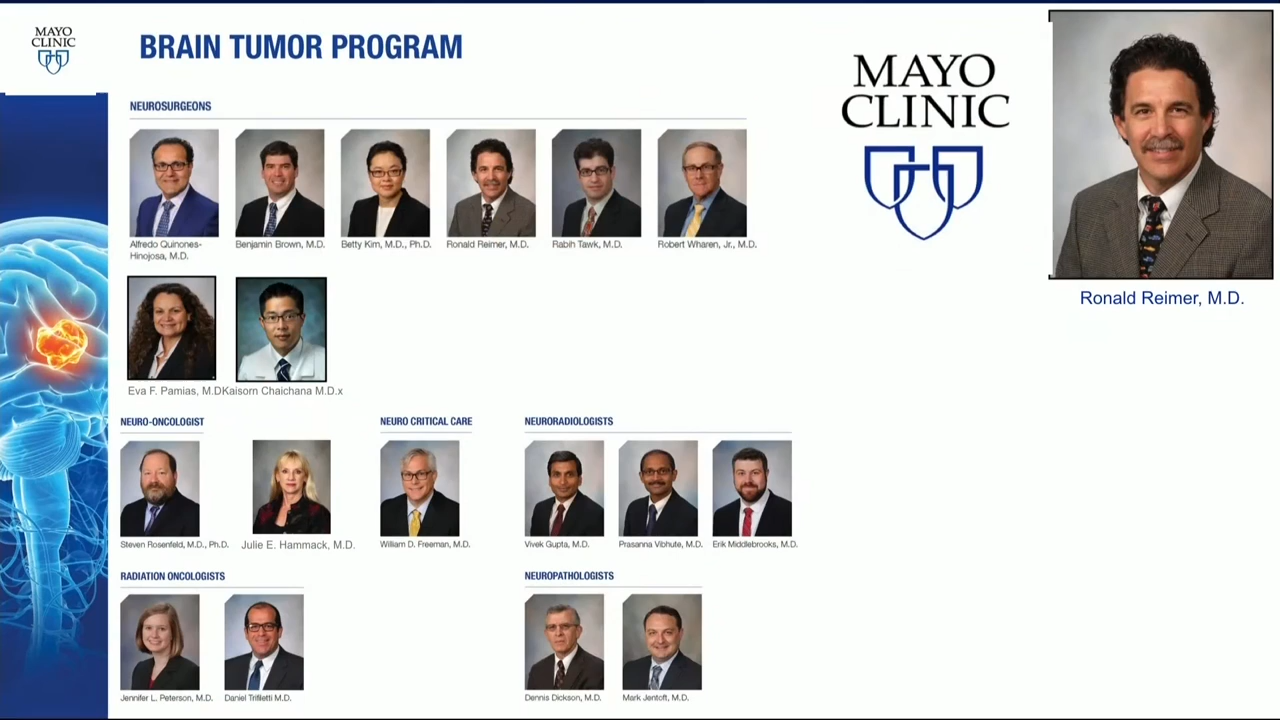 MAYO
CLINIC
BRAIN TUMOR PROGRAM
MAYO
CLINIC
NEUROSURGEONS
Alfredo Quinones-
Hinojosa, M.D.
Benjamin Brown, M.D.
Betty Kim, M.D., Ph.D.
Ronald Reimer, M.D.
Rabih Tawk, M.D.
Robert Wharen, Jr., M.D.
Ronald Reimer, M.D.
Eva F. Pamias, M.D
Kaisorn Chaichana M.D.x
NEURO-ONCOLOGIST
NEURO CRITICAL CARE
NEURORADIOLOGISTS
Steven Rosenfeld, M.D., Ph.D.
Julie E. Hammack, M.D.
William D. Freeman, M.D.
Vivek Gupta, M.D.
Prasanna Vibhute, M.D.
Erik Middlebrooks, M.D.
RADIATION ONCOLOGISTS
NEUROPATHOLOGISTS
Jennifer L. Peterson, M.D.
Daniel Trifiletti M.D.
Dennis Dickson, M.D.
Mark Jentoft, M.D.